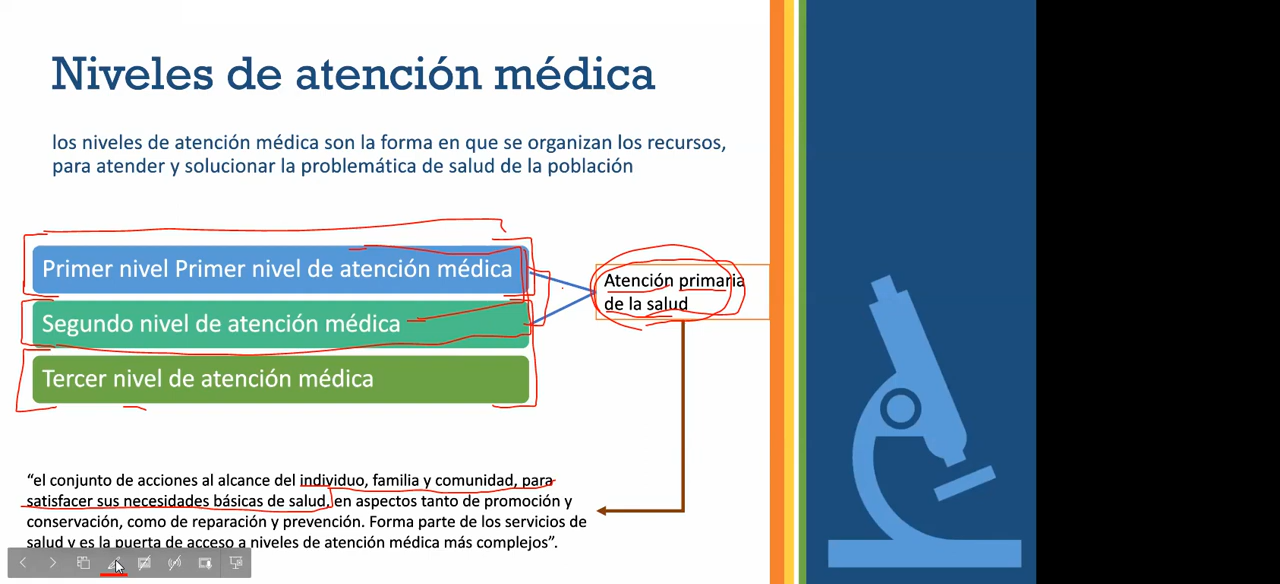 Niveles de atención médica
los niveles de atención médica son la forma en que se organizan los recursos,
para atender y solucionar la problemática de salud de la población
Primer nivel Primer nivel de atención médica
Segundo nivel de atención médica
Tercer nivel de atención médica
Atención primaria
de la salud
“el conjunto de acciones al alcance del individuo, familia y comunidad, para
satisfacer sus necesidades básicas de salud, en aspectos tanto de promoción y
conservación, como de reparación y prevención. Forma parte de los servicios de
salud y es la puerta de acceso a niveles de atención médica más complejos”.